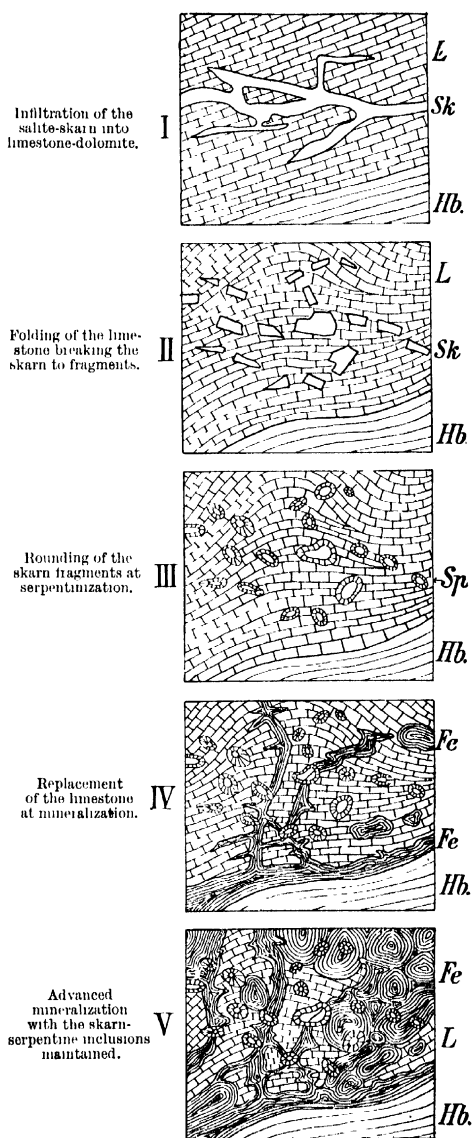 Infiltration of the
salite-skarn into
limestone-dolomite.
I
L
Sk
Hb.
Folding of the lime-
stone breaking the
skarn to fragments.
II
L
Sk
Hb.
Rounding of the
skarn fragments at
serpentinization.
III
Sp
Hb.
Replacement
of the limestone
at mineralization.
IV
Fe
Fe
Hb.
Advanced
mineralization
with the skarn-
serpentine inclusions
maintained.
V
Fe
L
Hb.